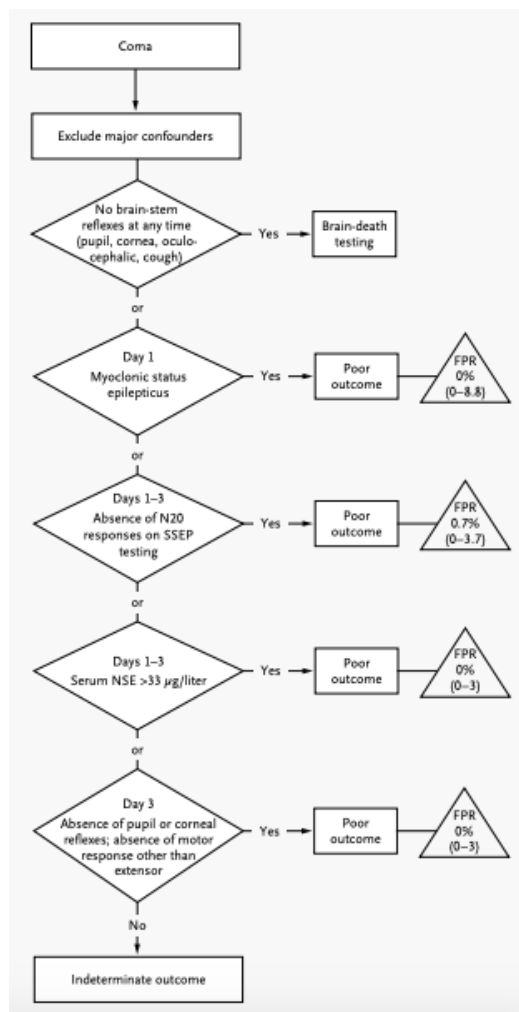 Coma
Exclude major confounders
No brain-stem
reflexes at any time
(pupil, cornea, oculo-
cephalic, cough)
Yes
Brain-death
testing
or
Day 1
Myoclonic status
epilepticus
Yes
Poor
outcome
FPR
0%
(0–8.8)
or
Days 1–3
Absence of N20
responses on SSEP
testing
Yes
Poor
outcome
FPR
0.7%
(0–3.7)
or
Days 1–3
Serum NSE >33 μg/liter
Yes
Poor
outcome
FPR
0%
(0–3)
or
Day 3
Absence of pupil or corneal
reflexes; absence of motor
response other than
extensor
Yes
Poor
outcome
FPR
0%
(0–3)
No
Indeterminate outcome